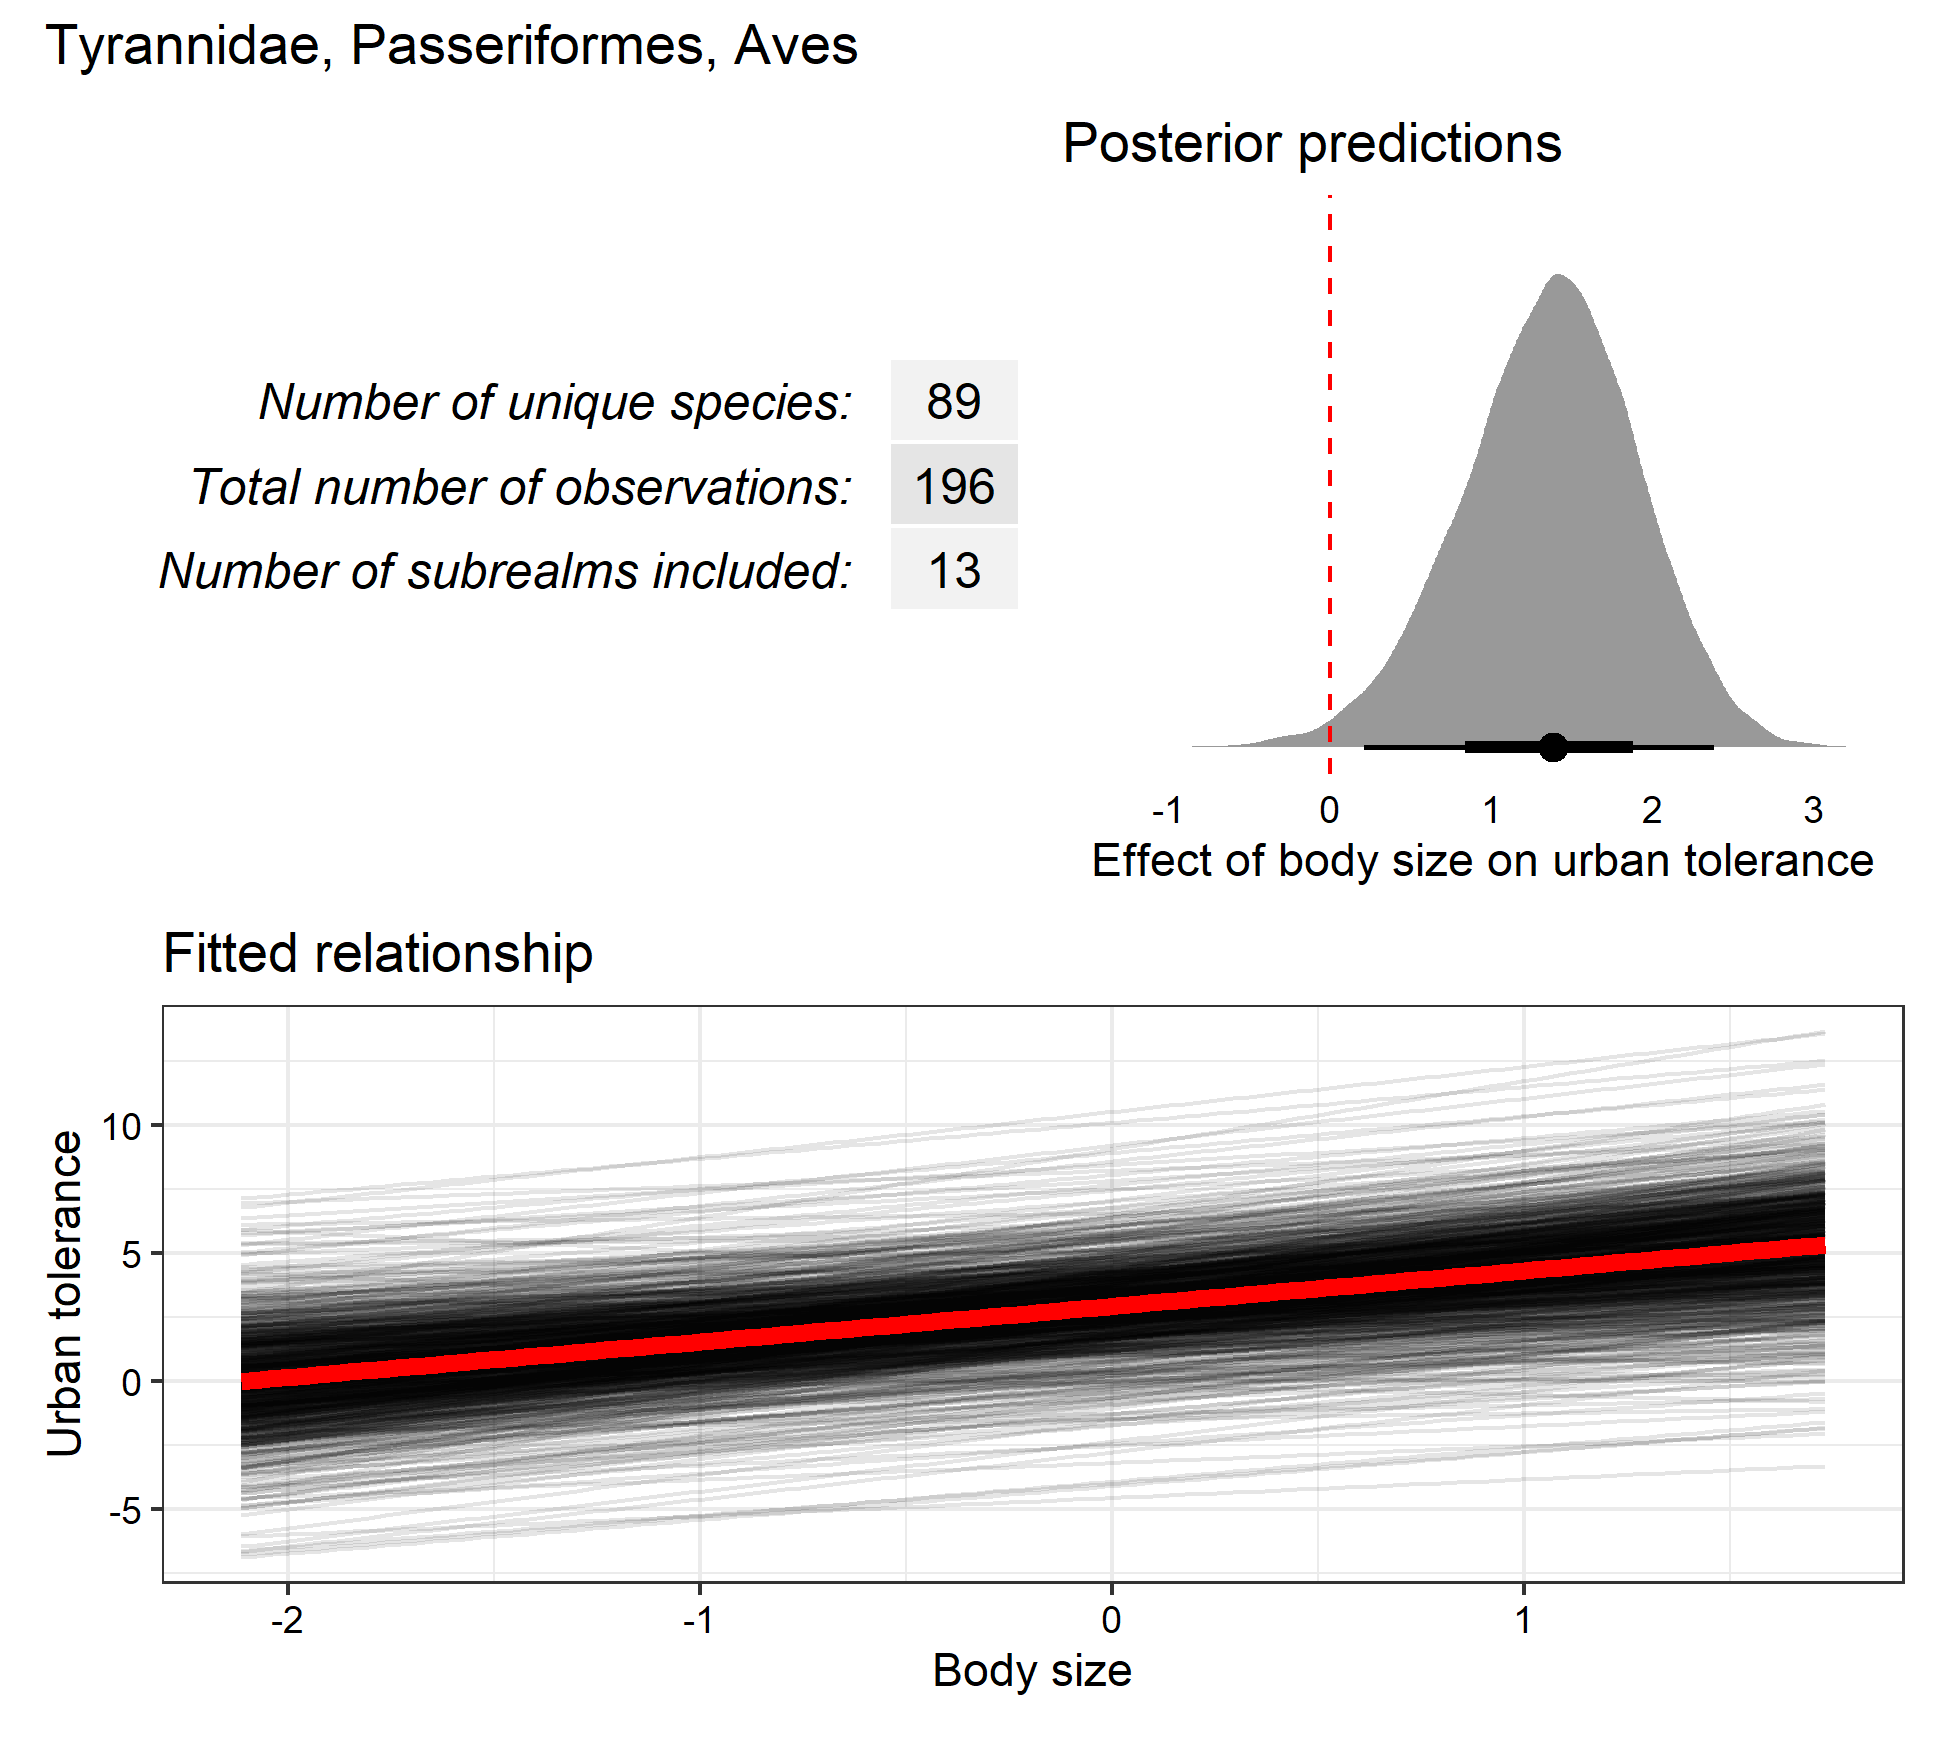 Tyrannidae, Passeriformes, Aves
Posterior predictions
Number of unique species: 89
Total number of observations: 196
Number of subrealms included: 13
-1 0 1 2 3
Effect of body size on urban tolerance
Fitted relationship
Urban tolerance
10
5
0
-5
-2 -1 0 1
Body size